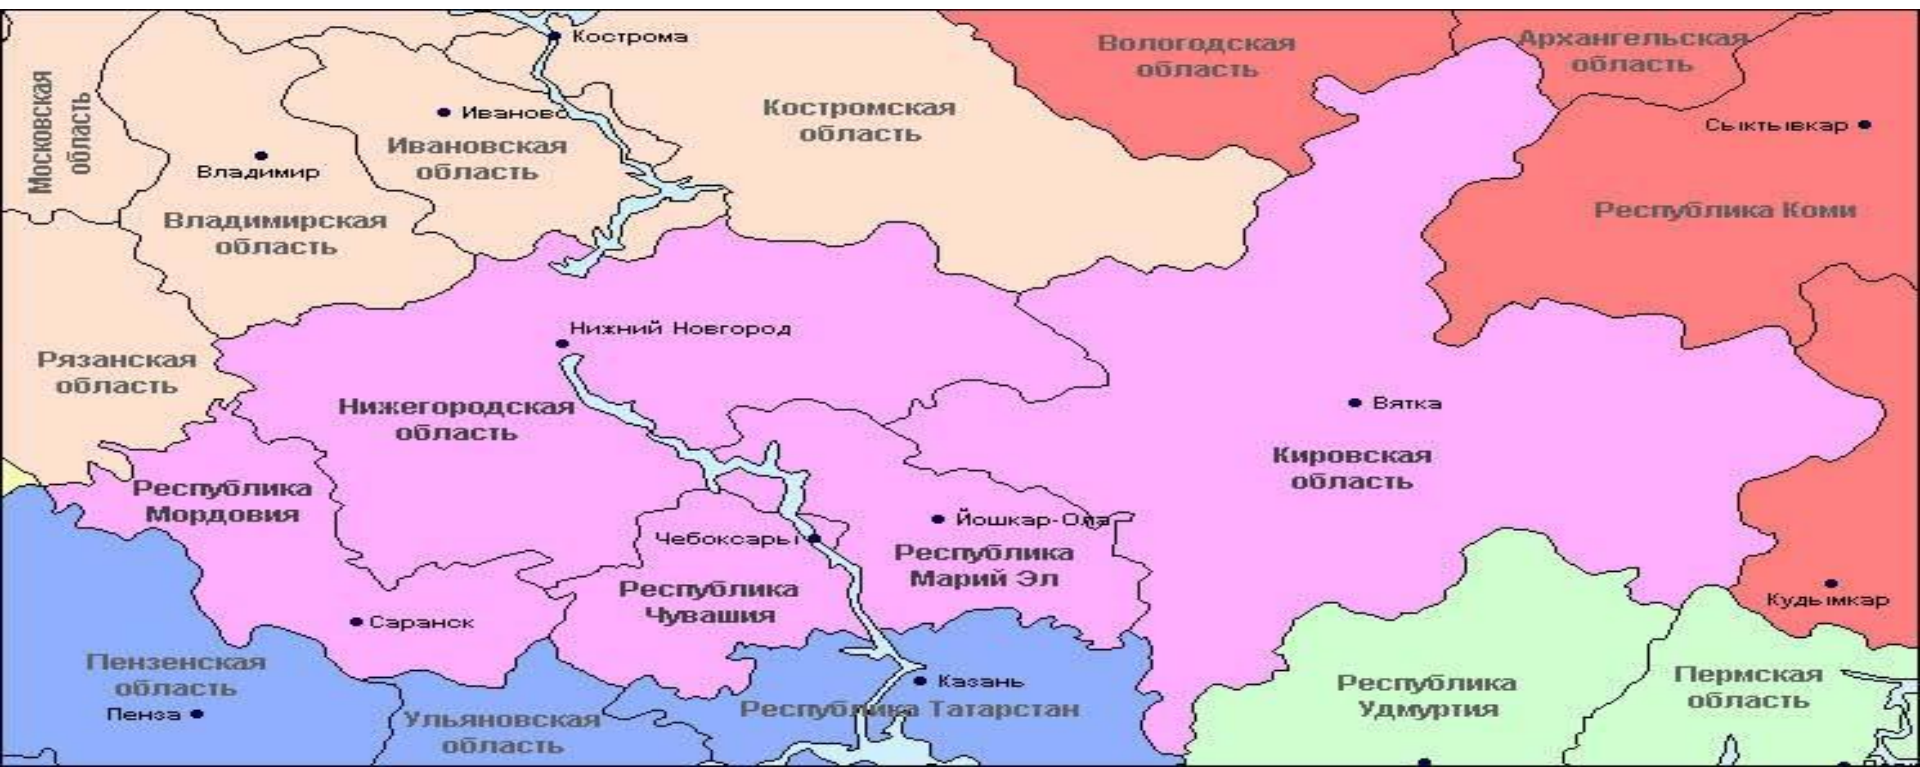 Кострома
Вологодская
область
Архангельская
область
Московская
область
Иваново
Костромская
область
Сыктывкар
Ивановская
область
Владимир
Владимирская
область
Республика Коми
Нижний Новгород
Рязанская
область
Нижегородская
область
Вятка
Кировская
область
Республика
Мордовия
Йошкар-Ола
Чебоксары
Республика
Марий Эл
Республика
Чувашия
Саранск
Кудымкар
Пензенская
область
Пенза
Ульяновская
область
Казань
Республика Татарстан
Республика
Удмуртия
Пермская
область